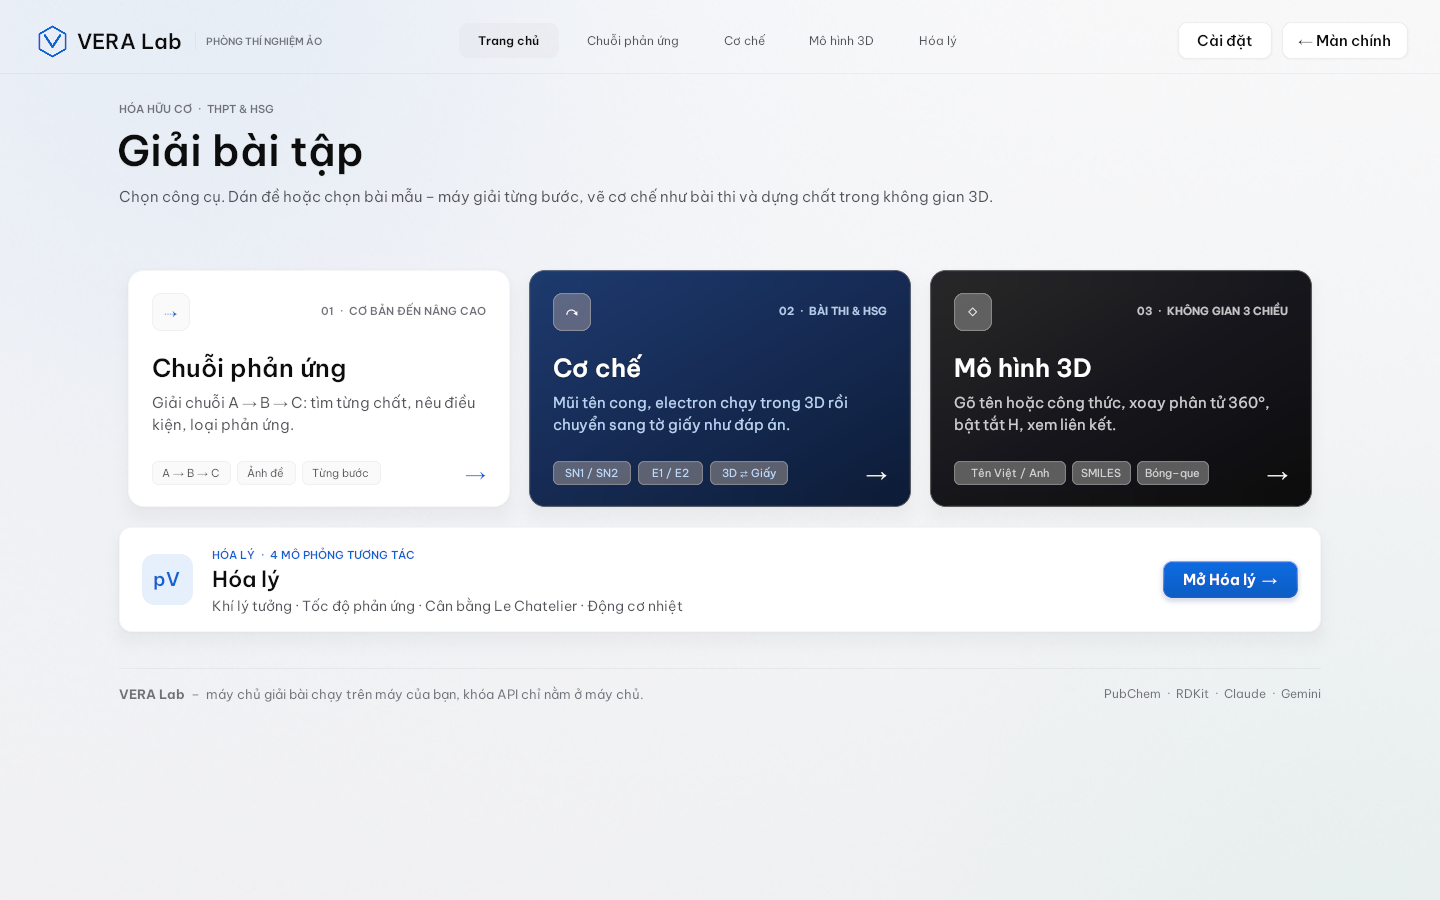 VERA Lab
PHÒNG THÍ NGHIỆM ẢO
Trang chủ
Chuỗi phản ứng
Cơ chế
Mô hình 3D
Hóa lý
Cài đặt
← Màn chính
HÓA HỮU CƠ · THPT & HSG
Giải bài tập
Chọn công cụ. Dán đề hoặc chọn bài mẫu – máy giải từng bước, vẽ cơ chế như bài thi và dựng chất trong không gian 3D.
01 · CƠ BẢN ĐẾN NÂNG CAO
Chuỗi phản ứng
Giải chuỗi A → B → C: tìm từng chất, nêu điều
kiện, loại phản ứng.
A → B → C
Ảnh đề
Từng bước
→
02 · BÀI THI & HSG
Cơ chế
Mũi tên cong, electron chạy trong 3D rồi
chuyển sang tờ giấy như đáp án.
SN1 / SN2
E1 / E2
3D ⇄ Giấy
→
03 · KHÔNG GIAN 3 CHIỀU
Mô hình 3D
Gõ tên hoặc công thức, xoay phân tử 360°,
bật tắt H, xem liên kết.
Tên Việt / Anh
SMILES
Bóng–que
→
pV
HÓA LÝ · 4 MÔ PHỎNG TƯƠNG TÁC
Hóa lý
Khí lý tưởng · Tốc độ phản ứng · Cân bằng Le Chatelier · Động cơ nhiệt
Mở Hóa lý →
VERA Lab – máy chủ giải bài chạy trên máy của bạn, khóa API chỉ nằm ở máy chủ.
PubChem · RDKit · Claude · Gemini